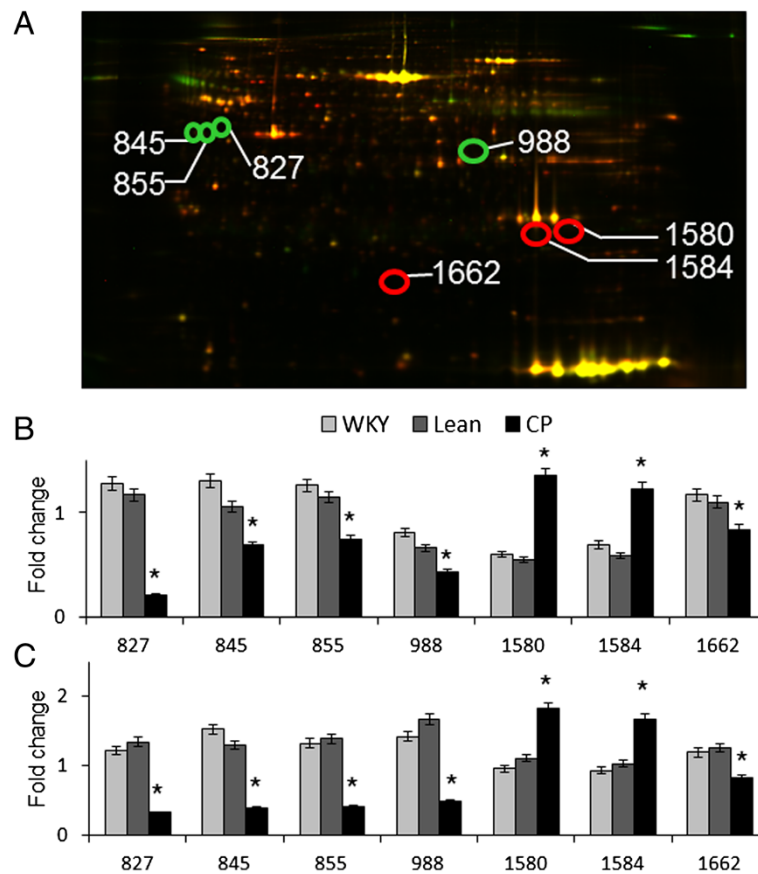 A
845
855
827
988
1580
1584
1662
B
WKY Lean CP
Fold change
1
0
* * * * * * *
827 845 855 988 1580 1584 1662
C
Fold change
2
1
0
* * * * * * *
827 845 855 988 1580 1584 1662